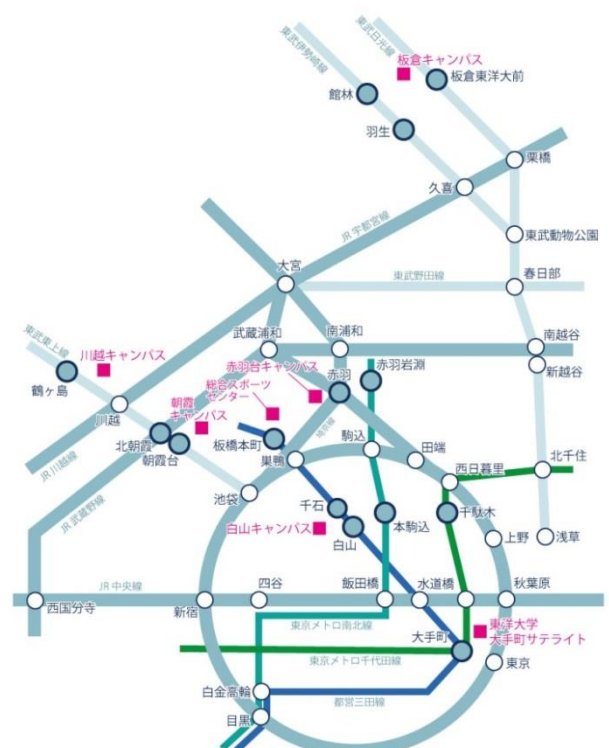 東武伊勢崎線
東武日光線
板倉キャンパス
板倉東洋大前
館林
羽生
栗橋
久喜
JR宇都宮線
東武動物公園
大宮
東武野田線
春日部
武蔵浦和
南浦和
南越谷
新越谷
東武東上線
川越キャンパス
鶴ヶ島
赤羽台キャンパス
赤羽
赤羽岩淵
総合スポーツ
センター
朝霞
キャンパス
川越
北朝霞
朝霞台
板橋本町
埼京線
駒込
巣鴨
田端
北千住
西日暮里
JR川越線
JR武蔵野線
池袋
千石
白山キャンパス
白山
本駒込
千駄木
上野
浅草
JR中央線
西国分寺
新宿
四谷
飯田橋
水道橋
秋葉原
東京メトロ南北線
東洋大学
大手町サテライト
大手町
東京メトロ千代田線
東京
白金高輪
都営三田線
目黒